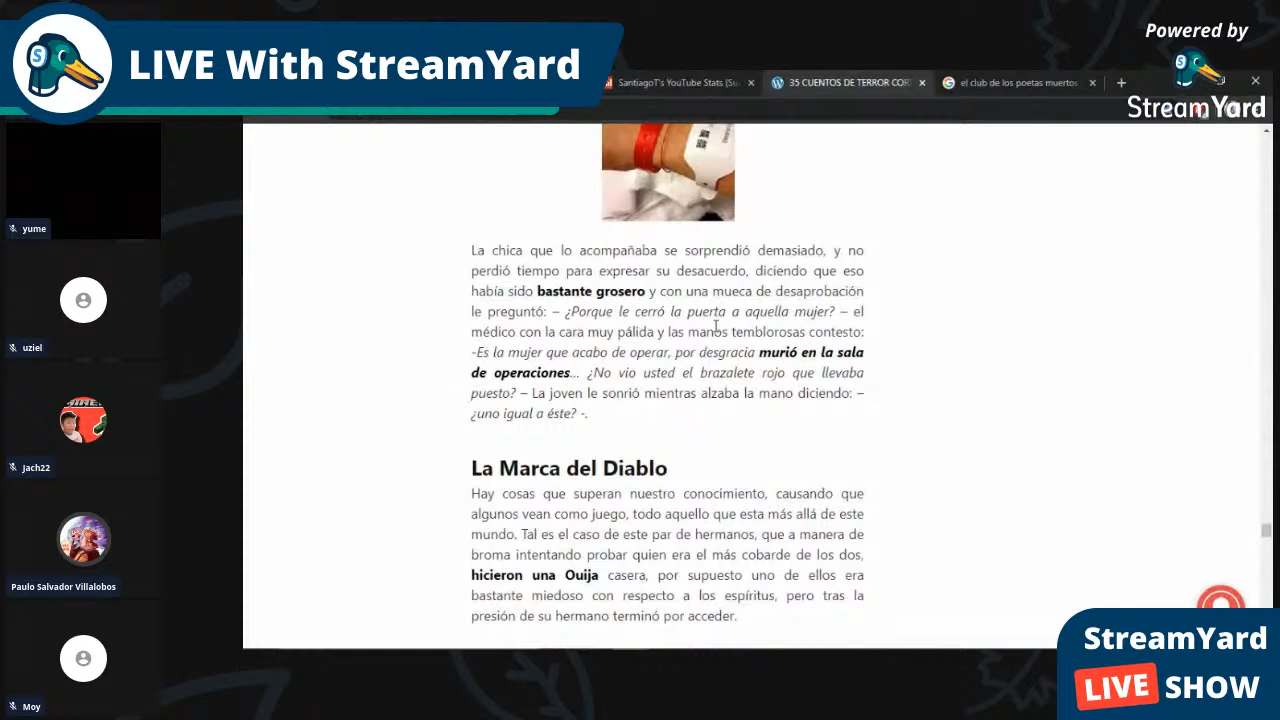 LIVE With StreamYard
Powered by
StreamYard
SantiagoT's YouTube Stats (Su
35 CUENTOS DE TERROR COR
el club de los poetas muertos
yume
uziel
Jach22
Paulo Salvador Villalobos
Moy
La chica que lo acompañaba se sorprendió demasiado, y no
perdió tiempo para expresar su desacuerdo, diciendo que eso
había sido bastante grosero y con una mueca de desaprobación
le preguntó: – ¿Porque le cerró la puerta a aquella mujer? – el
médico con la cara muy pálida y las manos temblorosas contesto:
-Es la mujer que acabo de operar, por desgracia murió en la sala
de operaciones… ¿No vio usted el brazalete rojo que llevaba
puesto? – La joven le sonrió mientras alzaba la mano diciendo: –
¿uno igual a éste? -.
La Marca del Diablo
Hay cosas que superan nuestro conocimiento, causando que
algunos vean como juego, todo aquello que esta más allá de este
mundo. Tal es el caso de este par de hermanos, que a manera de
broma intentando probar quien era el más cobarde de los dos,
hicieron una Ouija casera, por supuesto uno de ellos era
bastante miedoso con respecto a los espíritus, pero tras la
presión de su hermano terminó por acceder.
StreamYard
LIVE SHOW